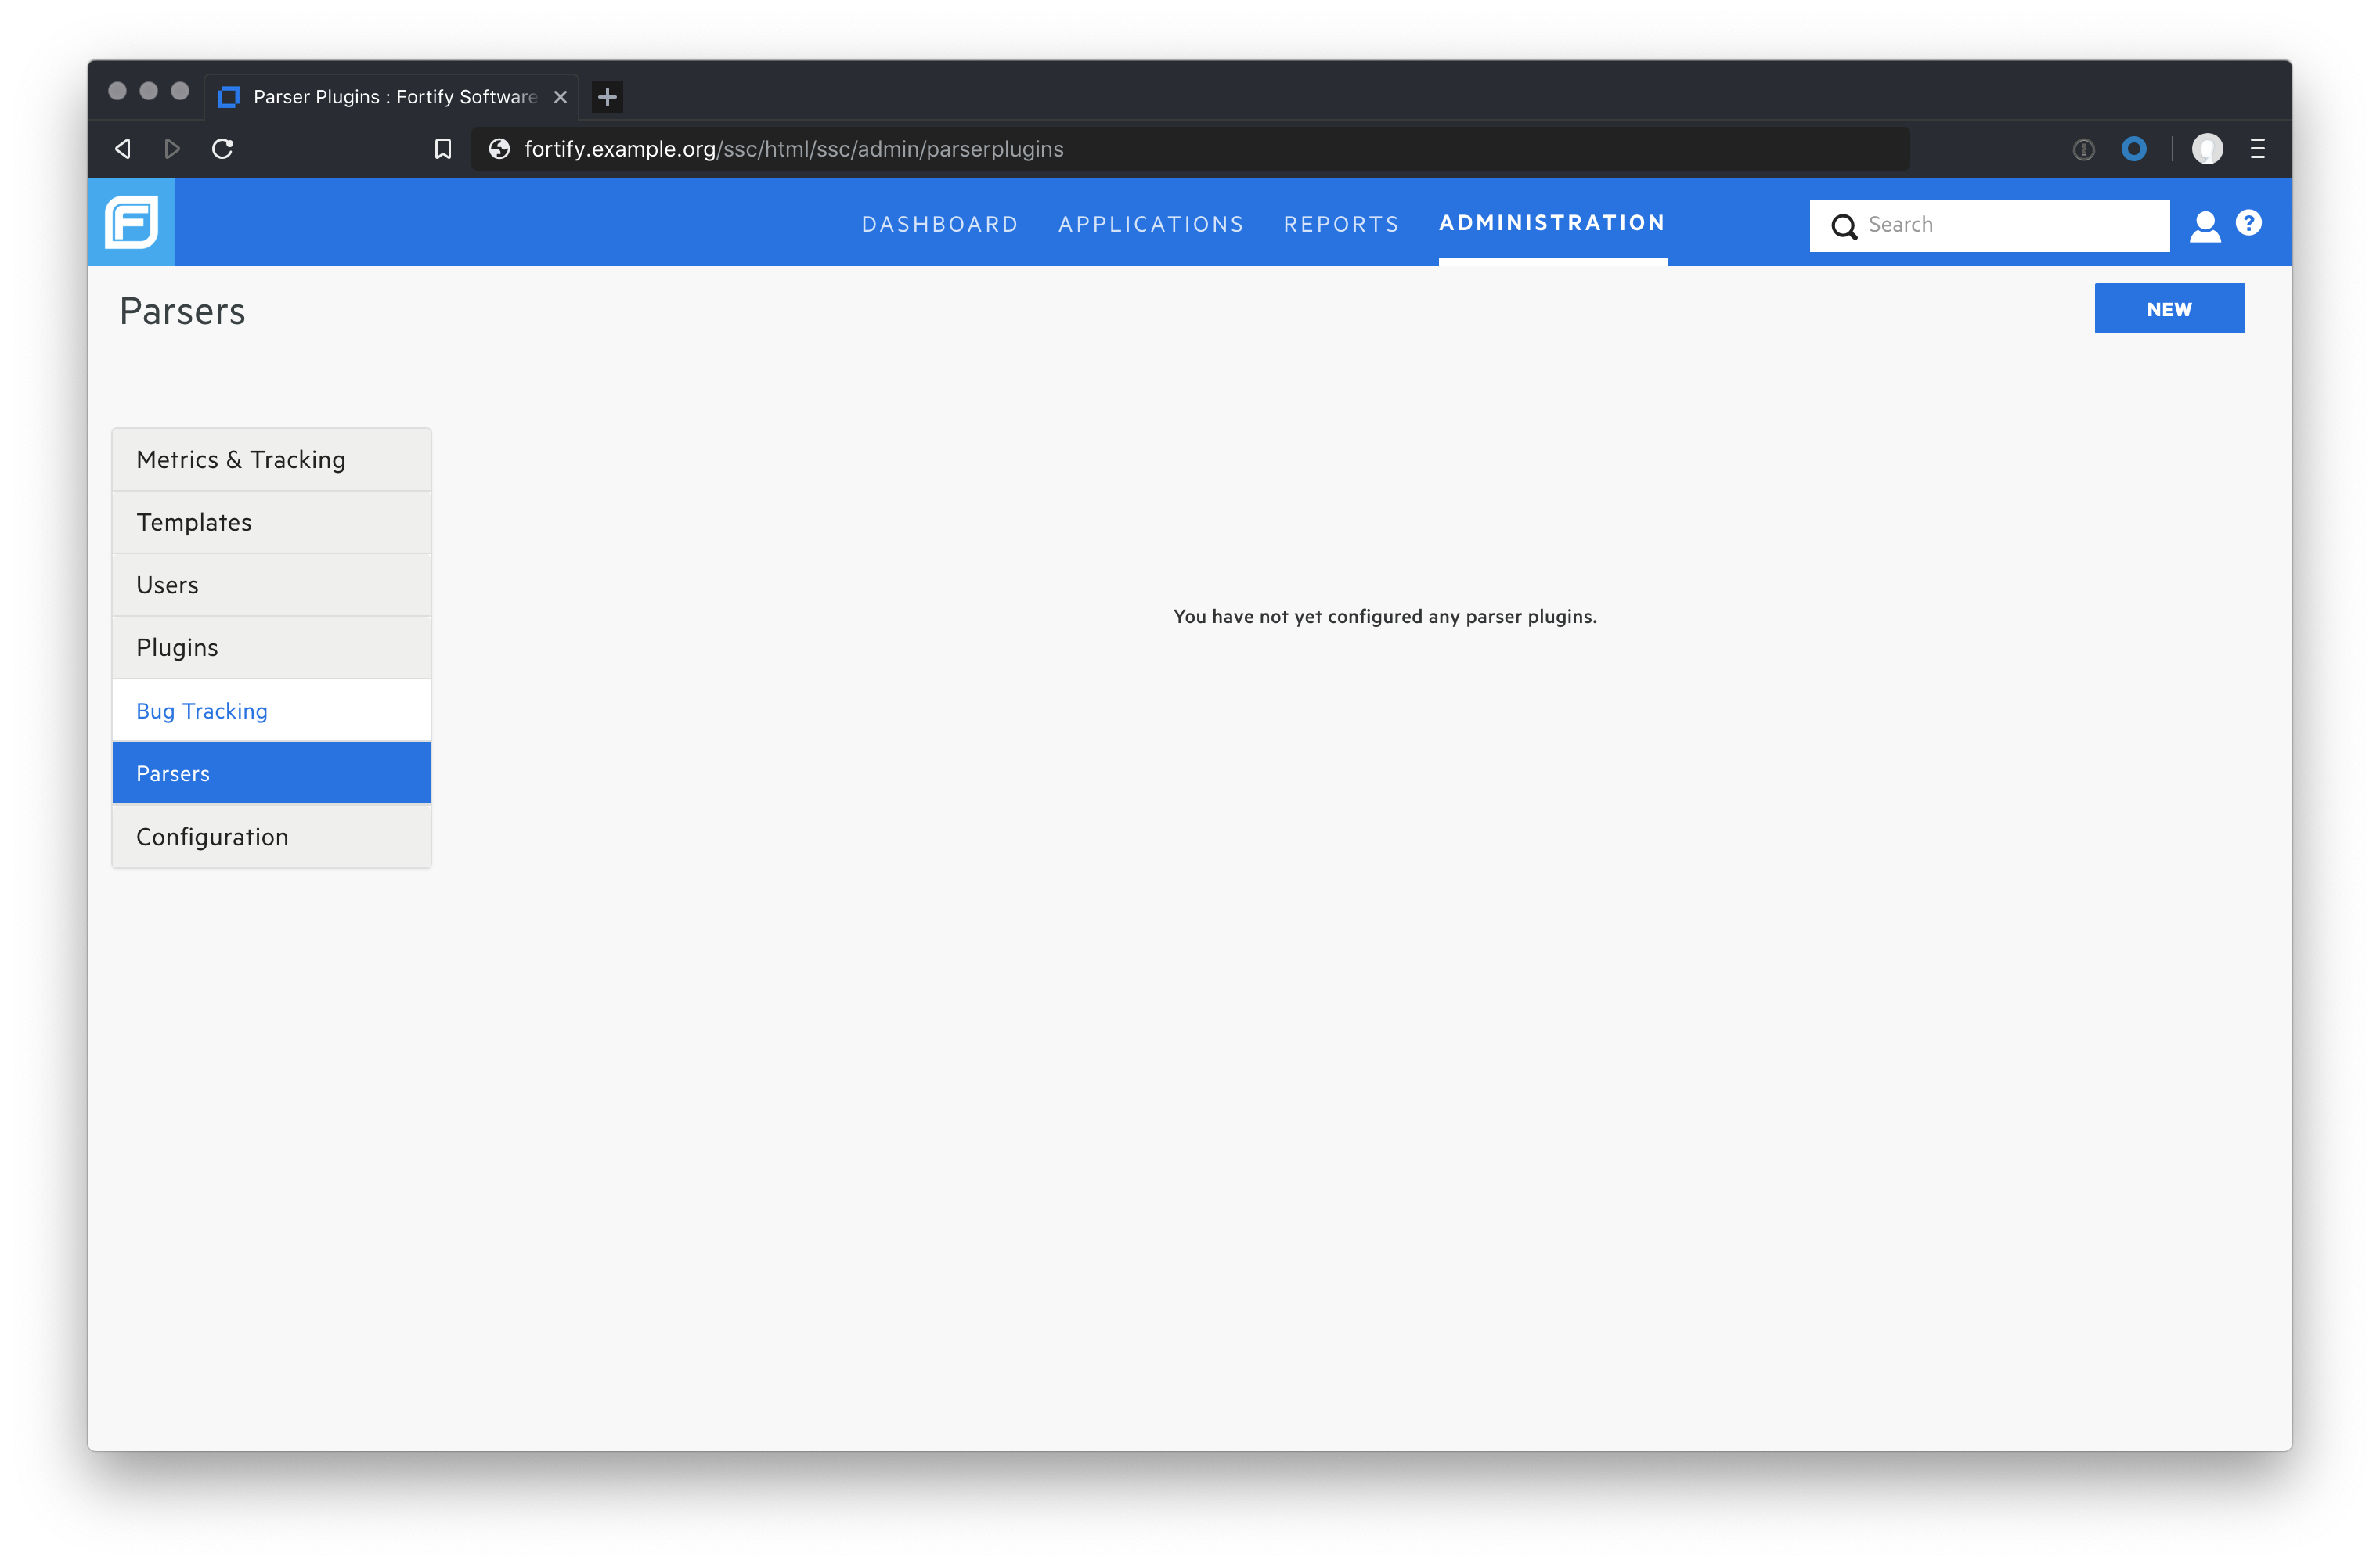 Parser Plugins : Fortify Software
fortify.example.org/ssc/html/ssc/admin/parserplugins
F
DASHBOARD APPLICATIONS REPORTS ADMINISTRATION Search ?
Parsers NEW
Metrics & Tracking
Templates
Users
Plugins
Bug Tracking
Parsers
Configuration
You have not yet configured any parser plugins.